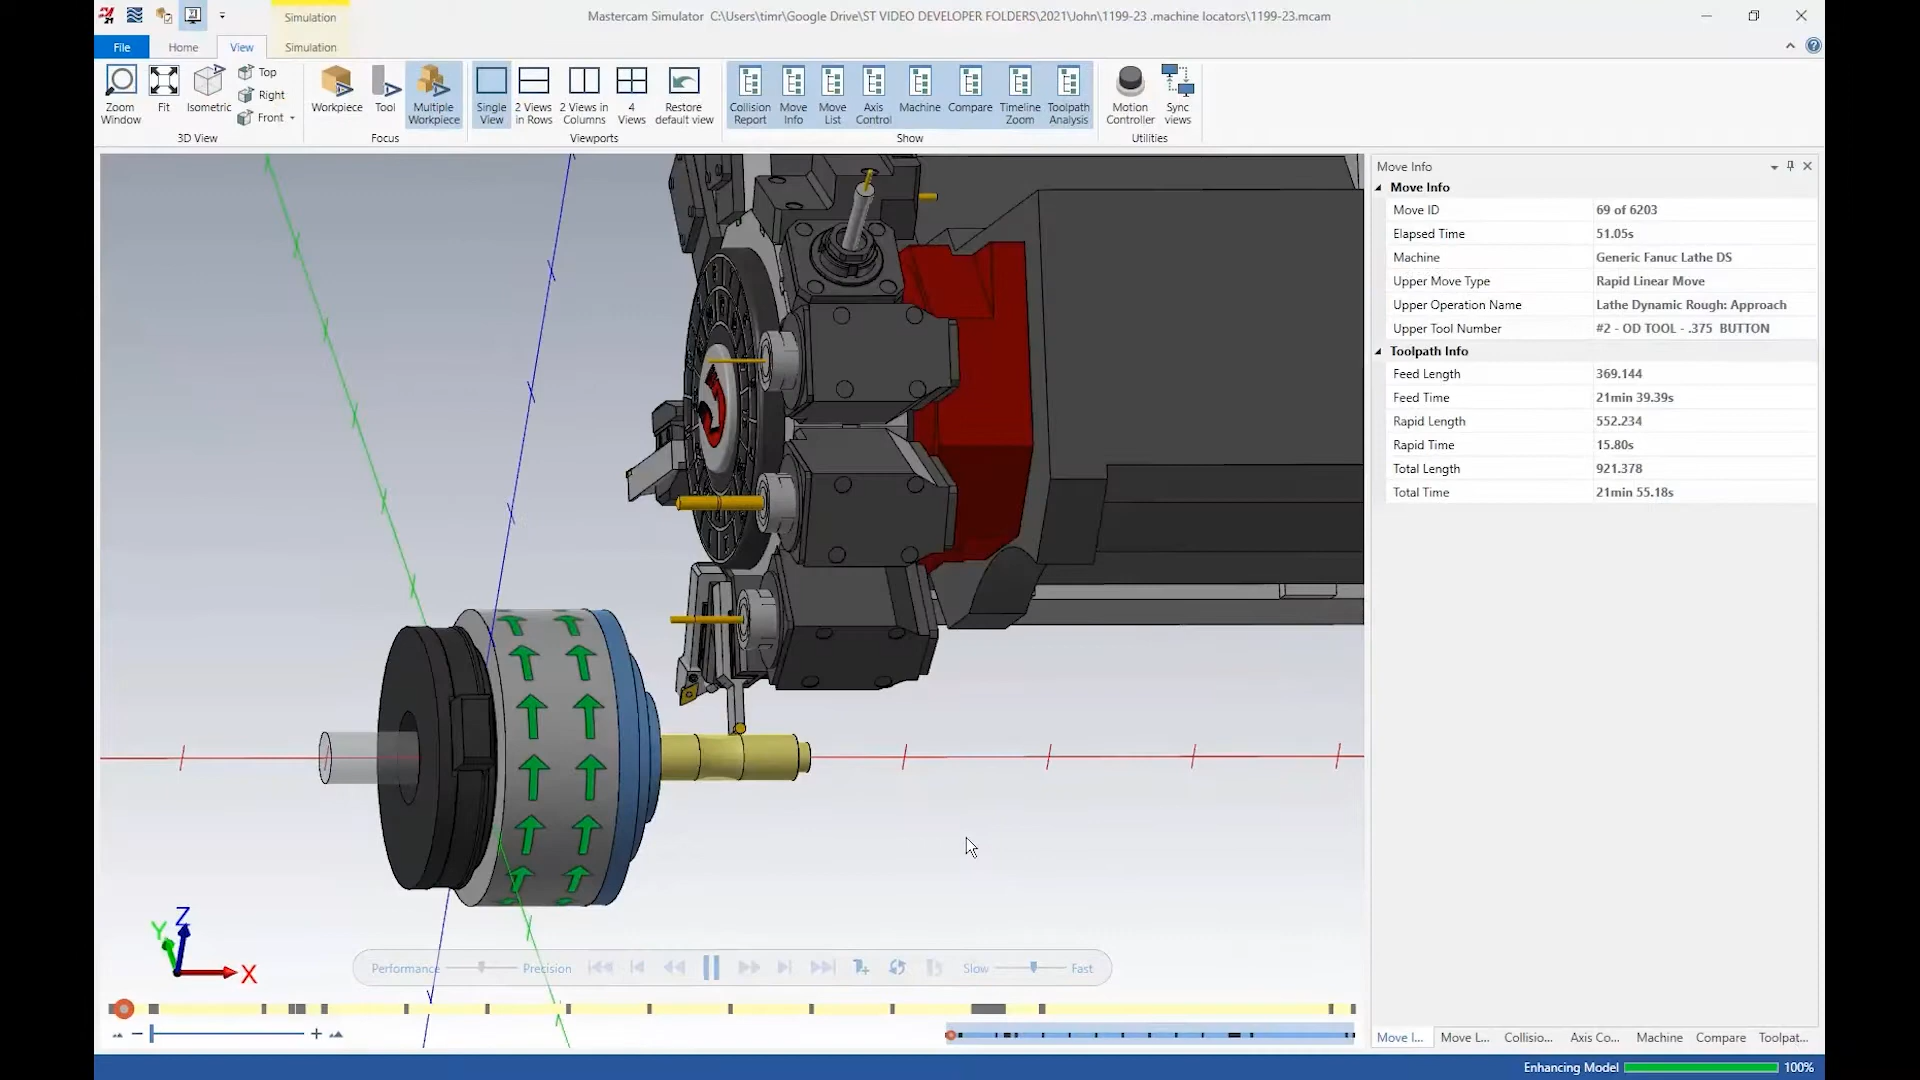 Simulation
Mastercam Simulator C:\Users\timr\Google Drive\ST VIDEO DEVELOPER FOLDERS\2021\John\1199-23 .machine locators\1199-23.mcam
File
Home
View
Simulation
Zoom Window
Fit
Isometric
Top
Right
Front
3D View
Workpiece
Tool
Multiple Workpiece
Focus
Single View
2 Views in Rows
2 Views in Columns
4 Views
Restore default view
Viewports
Collision Report
Move Info
Move List
Axis Control
Machine
Compare
Timeline Zoom
Toolpath Analysis
Show
Motion Controller
Sync views
Utilities
Move Info
Move Info
Move ID 69 of 6203
Elapsed Time 51.05s
Machine Generic Fanuc Lathe DS
Upper Move Type Rapid Linear Move
Upper Operation Name Lathe Dynamic Rough: Approach
Upper Tool Number #2 - OD TOOL - .375 BUTTON
Toolpath Info
Feed Length 369.144
Feed Time 21min 39.39s
Rapid Length 552.234
Rapid Time 15.80s
Total Length 921.378
Total Time 21min 55.18s
Z
Y
X
Performance
Precision
Slow
Fast
Move I...
Move L...
Collisio...
Axis Co...
Machine
Compare
Toolpat...
Enhancing Model
100%